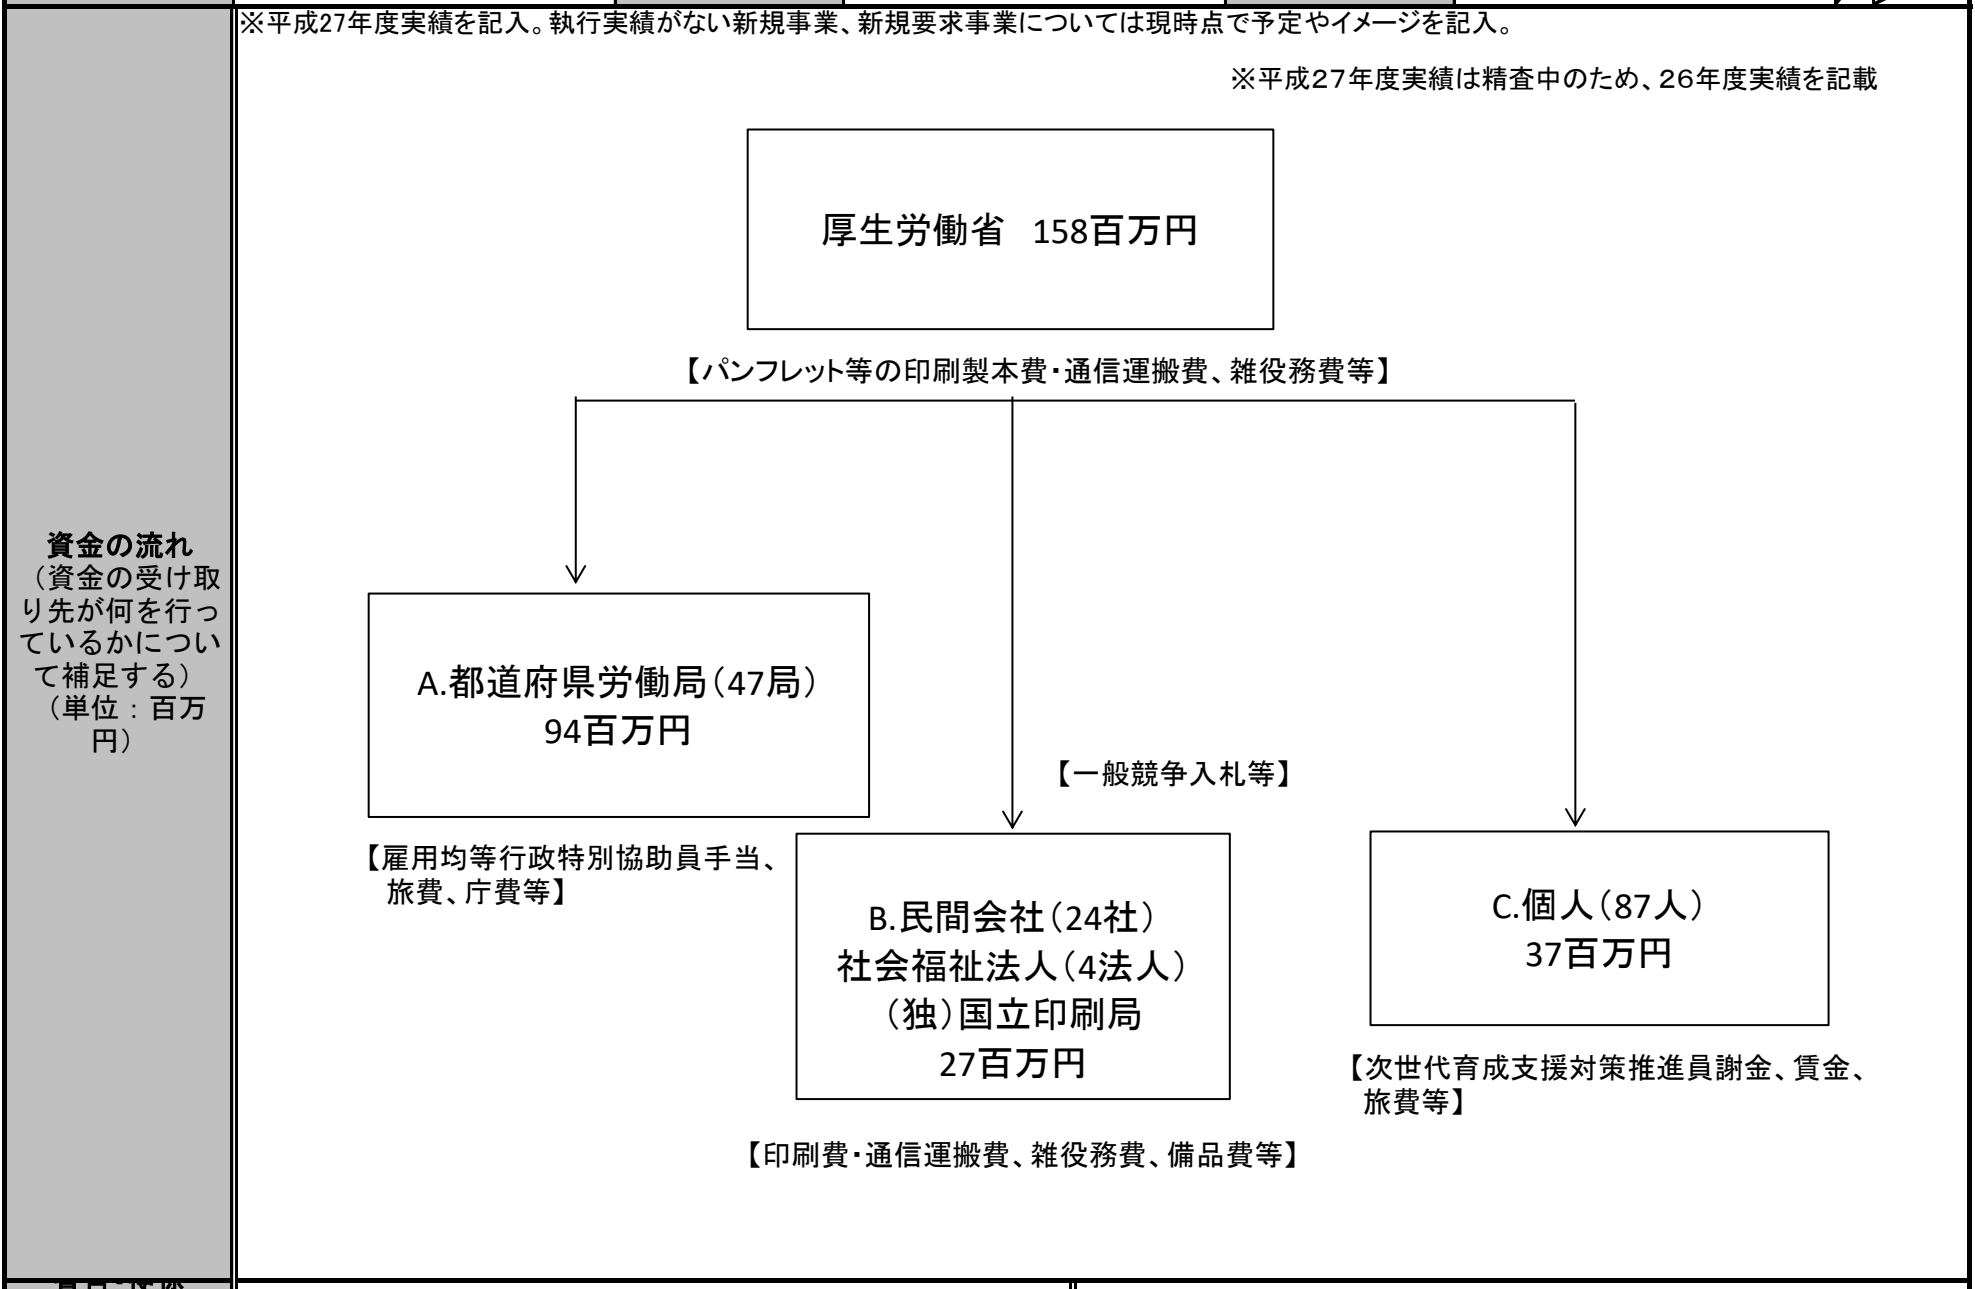 ※平成27年度実績を記入。執行実績がない新規事業、新規要求事業については現時点で予定やイメージを記入。
※平成27年度実績は精査中のため、26年度実績を記載
厚生労働省 158百万円
【パンフレット等の印刷製本費・通信運搬費、雑役務費等】
資金の流れ
（資金の受け取
り先が何を行っ
ているかについ
て補足する）
（単位：百万
円）
A.都道府県労働局（47局）
94百万円
【雇用均等行政特別協助員手当、
旅費、庁費等】
【一般競争入札等】
B.民間会社（24社）
社会福祉法人（4法人）
（独）国立印刷局
27百万円
【印刷費・通信運搬費、雑役務費、備品費等】
C.個人（87人）
37百万円
【次世代育成支援対策推進員謝金、賃金、
旅費等】